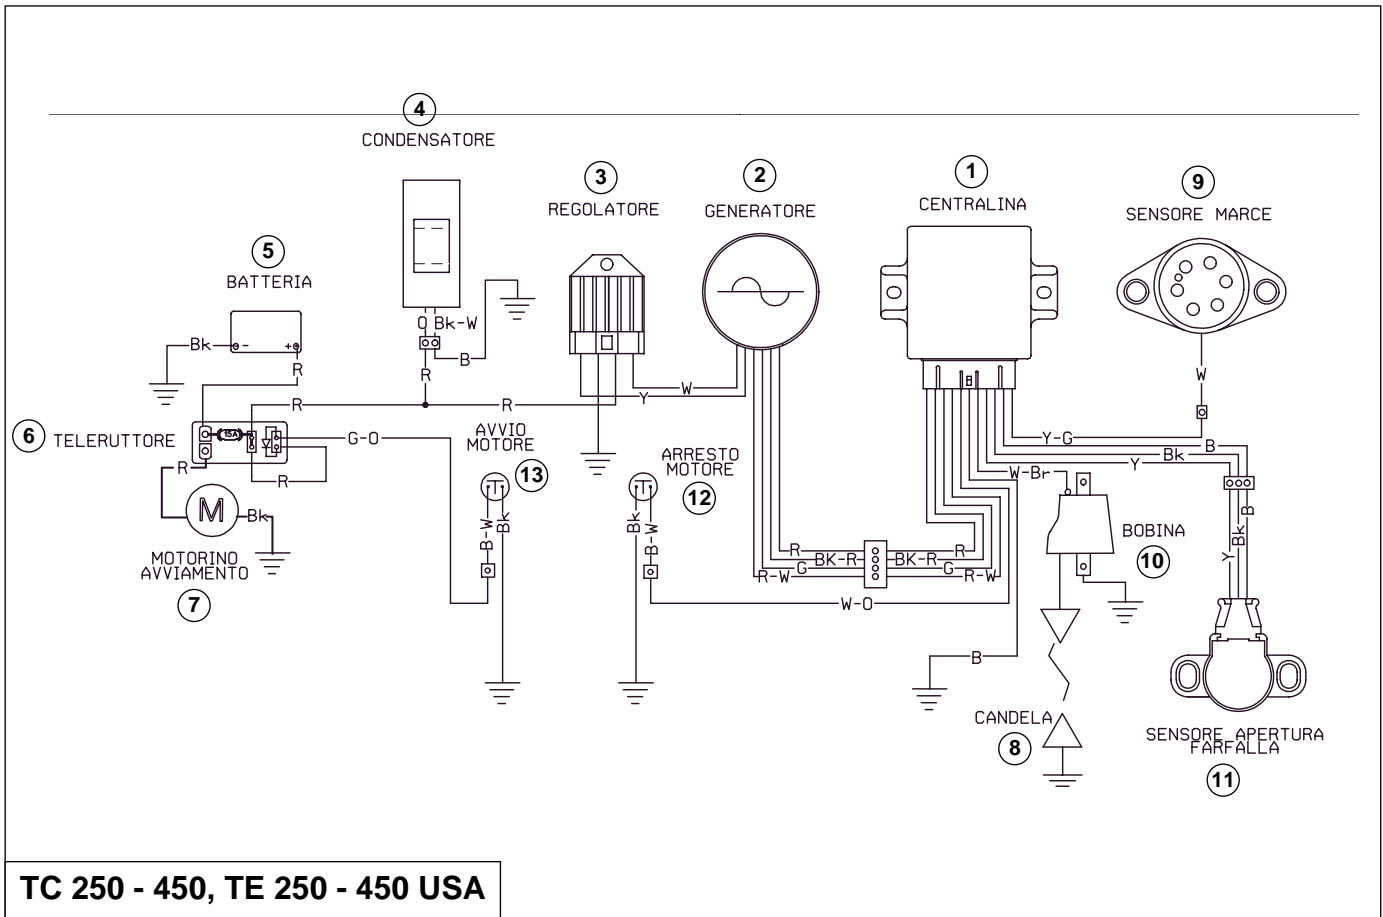 4
CONDENSATORE
3
REGOLATORE
2
GENERATORE
1
CENTRALINA
9
SENSORE MARCE
5
BATTERIA
O Bk-W
B
R
Bk
-
+
R
W
Y
W
R
R
6
TELERUTTORE
15A
G-O
R
R
M
Bk
MOTORINO
AVVIAMENTO
7
AVVIO
MOTORE
13
B-W
Bk
ARRESTO
MOTORE
12
Bk
B-W
Y-G
B
Bk
Y
W-Br
R
BK-R
G
R-W
BK-R
R
G
R-W
W-O
B
BOBINA
10
CANDELA
8
Y
Bk
B
SENSORE APERTURA
FARFALLA
11
TC 250 - 450, TE 250 - 450 USA